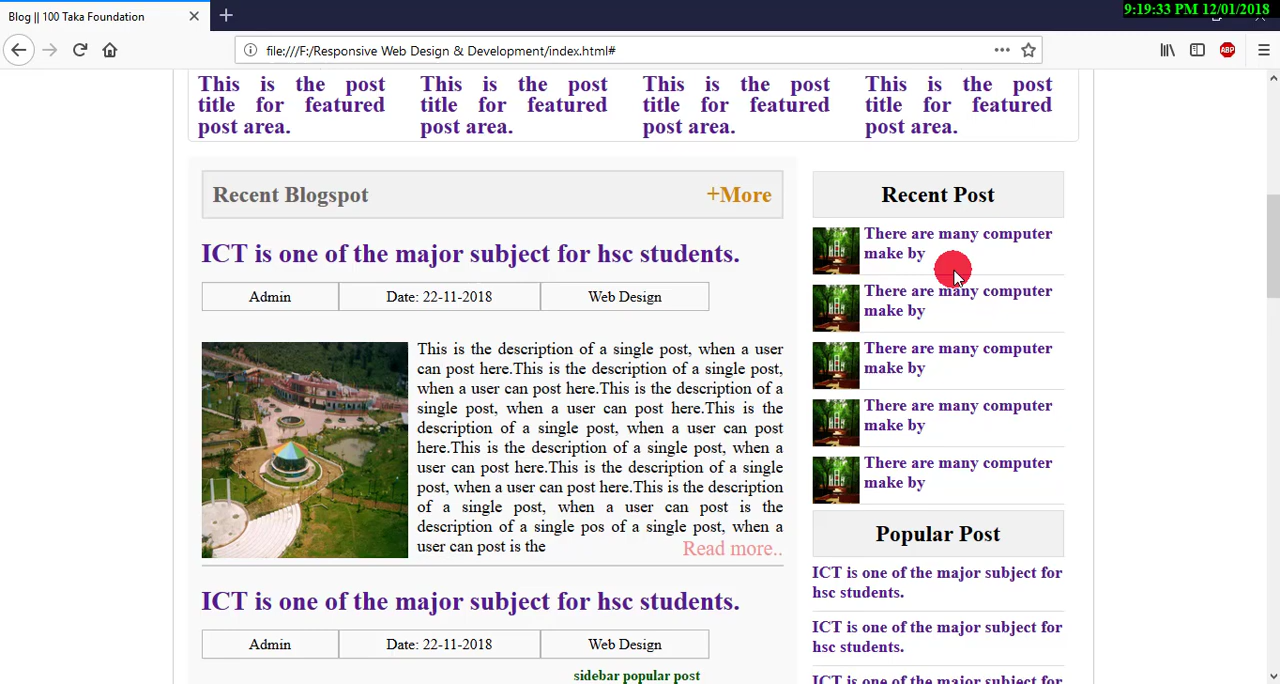 Blog || 100 Taka Foundation
9:19:33 PM 12/01/2018
file:///F:/Responsive Web Design & Development/index.html#
ABP
This is the post
title for featured
post area.
This is the post
title for featured
post area.
This is the post
title for featured
post area.
This is the post
title for featured
post area.
Recent Blogspot
+More
ICT is one of the major subject for hsc students.
Admin
Date: 22-11-2018
Web Design
This is the description of a single post, when a user
can post here.This is the description of a single post,
when a user can post here.This is the description of a
single post, when a user can post here.This is the
description of a single post, when a user can post
here.This is the description of a single post, when a
user can post here.This is the description of a single
post, when a user can post here.This is the description
of a single post, when a user can post is the
description of a single pos of a single post, when a
user can post is the
Read more..
ICT is one of the major subject for hsc students.
Admin
Date: 22-11-2018
Web Design
sidebar popular post
Recent Post
There are many computer
make by
There are many computer
make by
There are many computer
make by
There are many computer
make by
There are many computer
make by
Popular Post
ICT is one of the major subject for
hsc students.
ICT is one of the major subject for
hsc students.
ICT is one of the major subject for